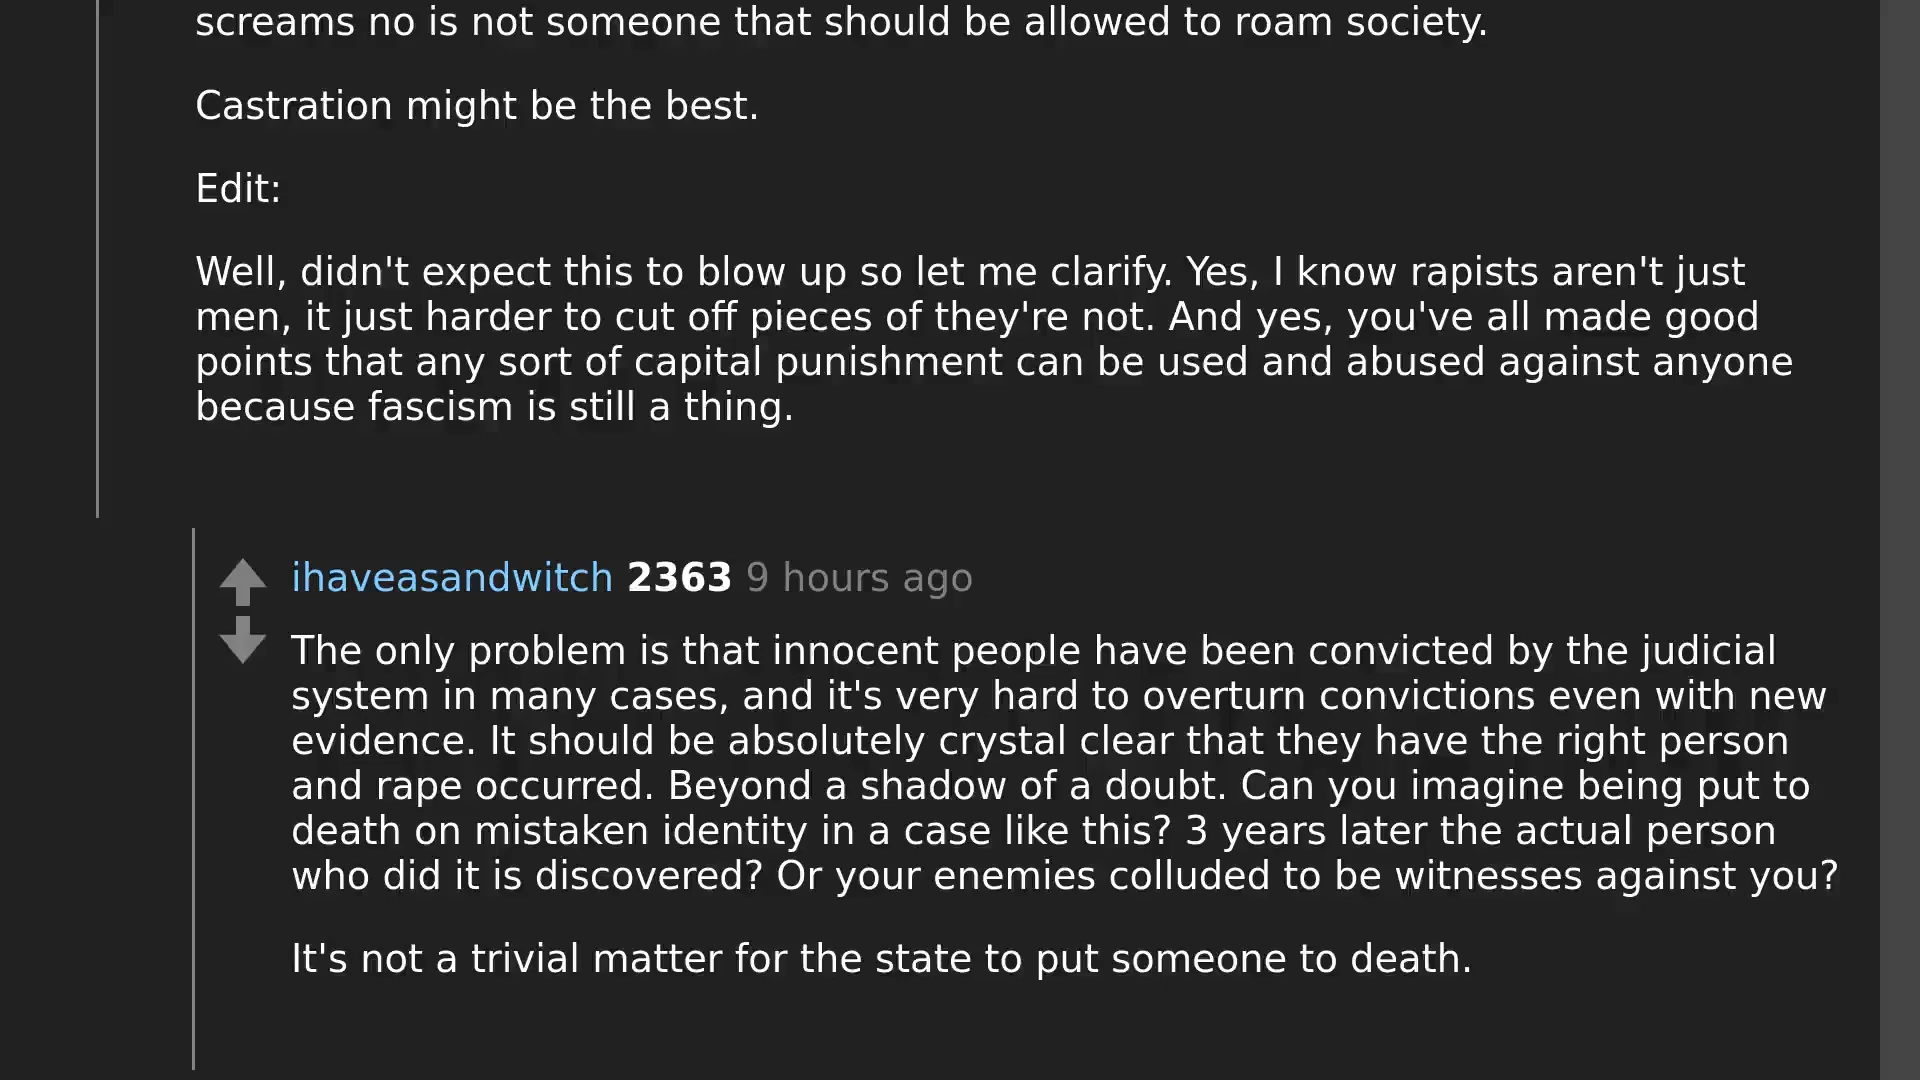 screams no is not someone that should be allowed to roam society.
Castration might be the best.
Edit:
Well, didn't expect this to blow up so let me clarify. Yes, I know rapists aren't just
men, it just harder to cut off pieces of they're not. And yes, you've all made good
points that any sort of capital punishment can be used and abused against anyone
because fascism is still a thing.
ihaveasandwitch 2363 9 hours ago
The only problem is that innocent people have been convicted by the judicial
system in many cases, and it's very hard to overturn convictions even with new
evidence. It should be absolutely crystal clear that they have the right person
and rape occurred. Beyond a shadow of a doubt. Can you imagine being put to
death on mistaken identity in a case like this? 3 years later the actual person
who did it is discovered? Or your enemies colluded to be witnesses against you?
It's not a trivial matter for the state to put someone to death.